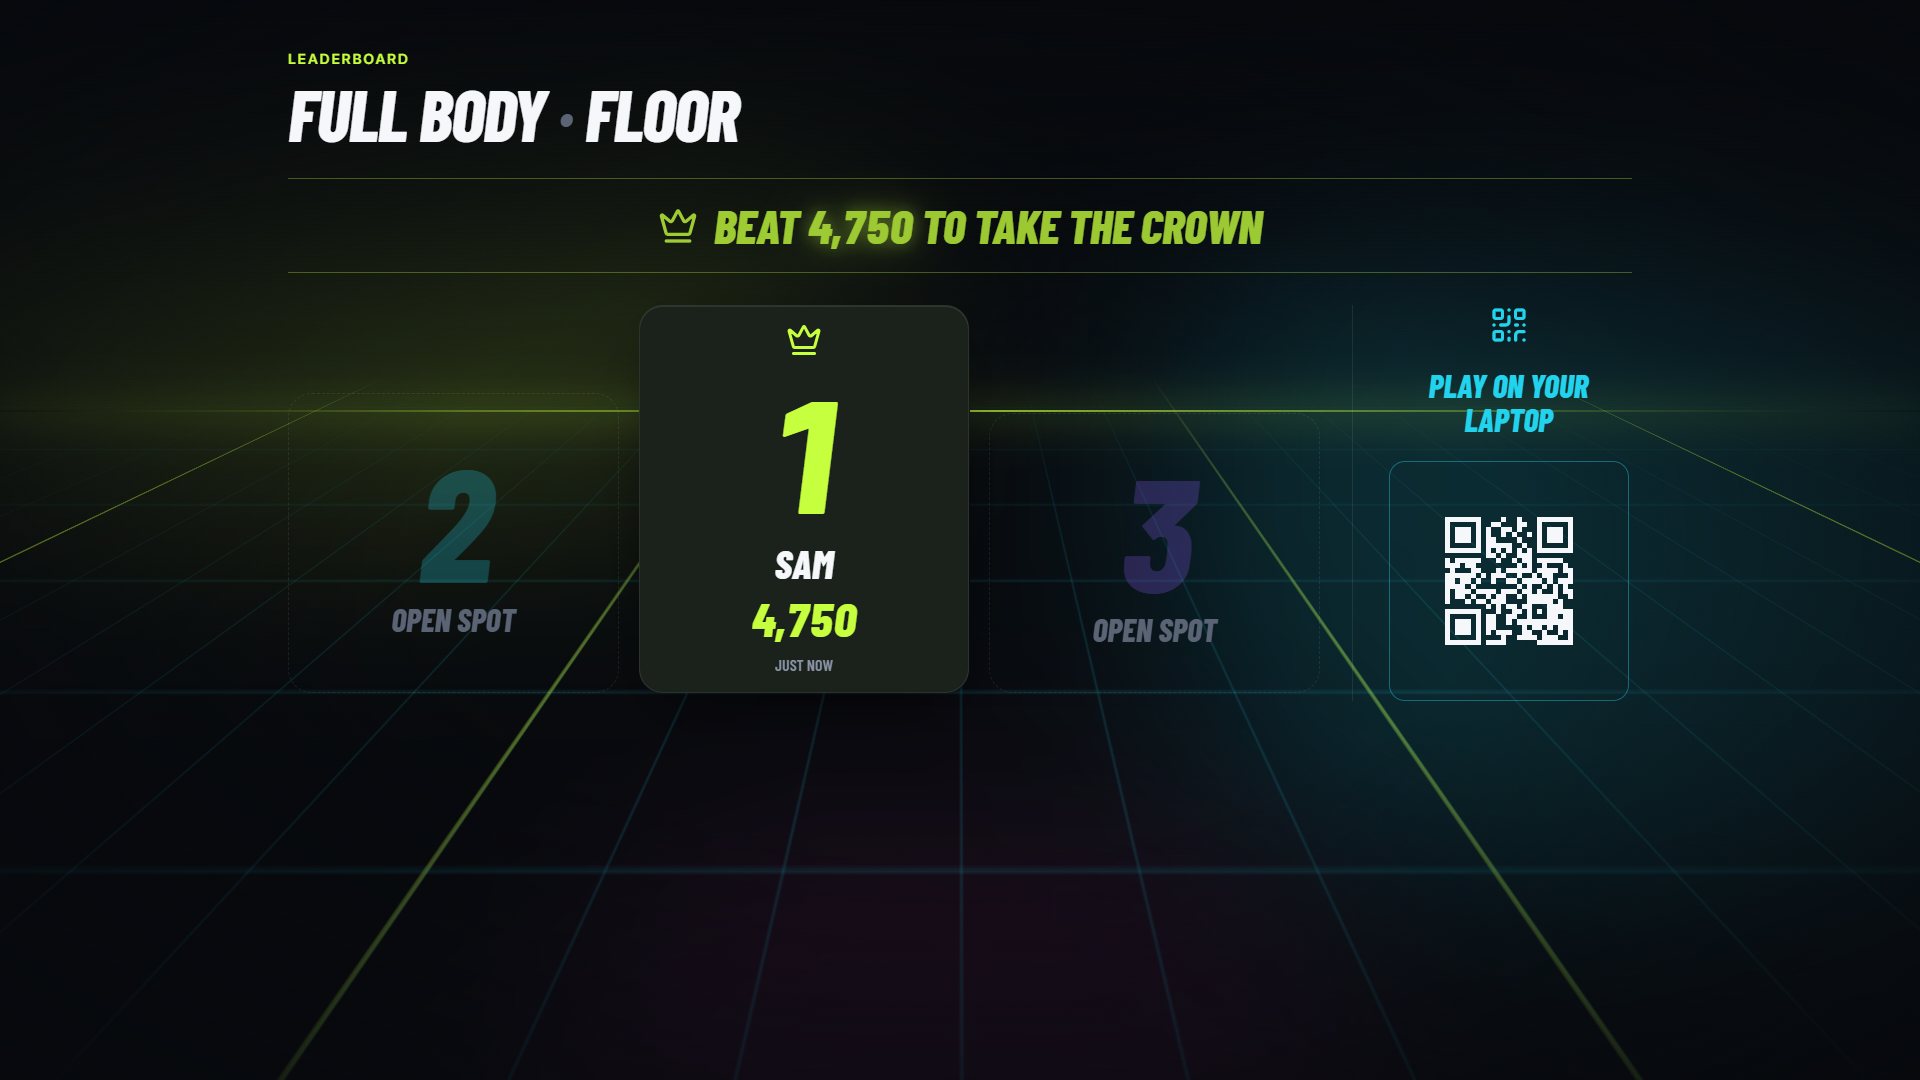 LEADERBOARD
FULL BODY · FLOOR
BEAT 4,750 TO TAKE THE CROWN
2
OPEN SPOT
1
SAM
4,750
JUST NOW
3
OPEN SPOT
PLAY ON YOUR
LAPTOP